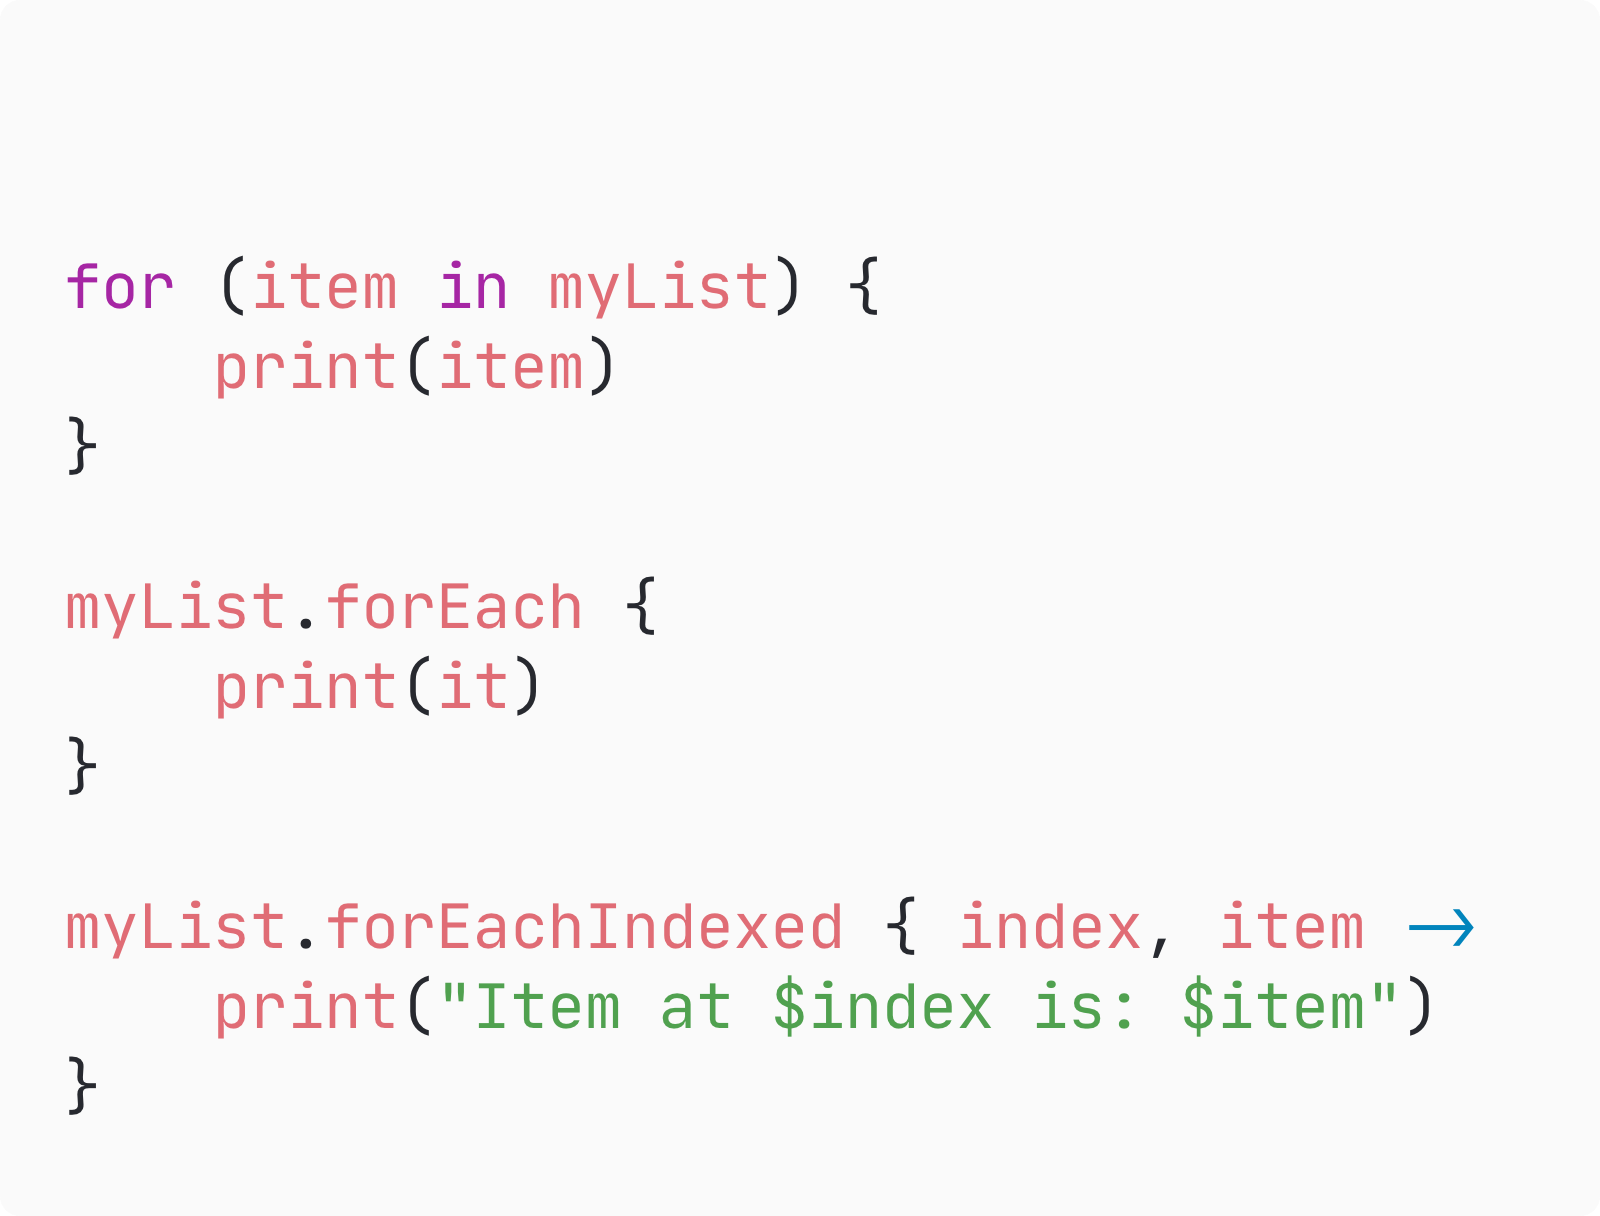 for (item in myList) {
    print(item)
}
myList.forEach {
    print(it)
}
myList.forEachIndexed { index, item ->
    print("Item at $index is: $item")
}